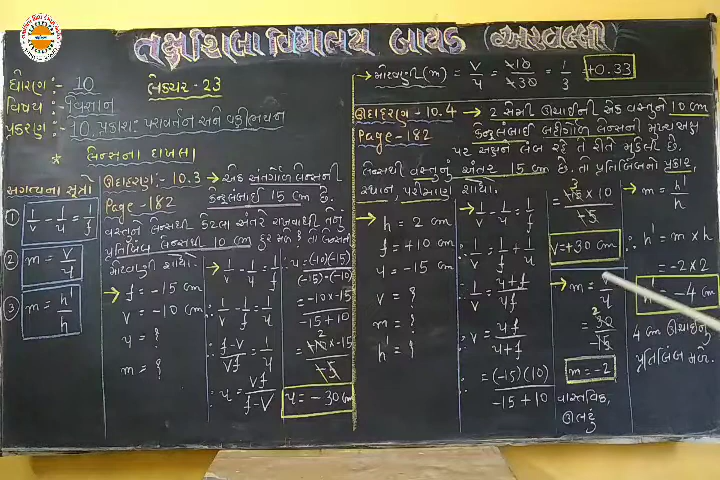 તક્ષશિલા વિદ્યાલય બાયડ (અરવલ્લી)
ધોરણ :- 10
લેક્ચર - 23
વિષય :- વિજ્ઞાન
પ્રકરણ :- 10. પ્રકાશ: પરાવર્તન અને વક્રીભવન
* લેન્સના દાખલા
અગત્યના સૂત્રો
① 1/v - 1/u = 1/f
② m = v/u
③ m = h'/h
ઉદાહરણ :- 10.3 → એક અંતર્ગોળ લેન્સની
Page - 182 કેન્દ્રલંબાઈ 15 cm છે.
વસ્તુને લેન્સથી કેટલા અંતરે રાખવાથી તેનું
પ્રતિબિંબ લેન્સથી 10 cm દૂર મળે? તો લેન્સની
મોટવણી શોધો.
→ f = -15 cm
v = -10 cm
u = ?
m = ?
→ 1/v - 1/u = 1/f
∴ 1/v - 1/f = 1/u
∴ f-v/vf = 1/u
∴ u = vf/f-v
∴ u = (-10)(-15)/(-15)-(-10)
= -10 × -15/-15+10
= -10 × -15/-5
u = -30 cm
→ મોટવણી (m) = v/u = -10/-30 = 1/3 = +0.33
ઉદાહરણ - 10.4 → 2 સેમી ઊંચાઈની એક વસ્તુને 10 cm
Page - 182 કેન્દ્રલંબાઈ બહિર્ગોળ લેન્સની મુખ્ય અક્ષ
પર અક્ષને લંબ રહે તે રીતે મૂકેલી છે.
લેન્સથી વસ્તુનું અંતર 15 cm છે. તો પ્રતિબિંબનો પ્રકાર,
સ્થાન, પરિમાણ શોધો.
→ h = 2 cm
f = +10 cm
u = -15 cm
v = ?
m = ?
h' = ?
→ 1/v - 1/u = 1/f
∴ 1/v = 1/f + 1/u
∴ 1/v = u+f/uf
∴ v = uf/u+f
= (-15)(10)/-15+10
= -15 × 10/-5
v = +30 cm
→ m = v/u
= 30/-15
m = -2
વાસ્તવિક,
ઊલટું
→ m = h'/h
∴ h' = m × h
= -2 × 2
h' = -4 cm
4 cm ઊંચાઈનું
પ્રતિબિંબ મળે.